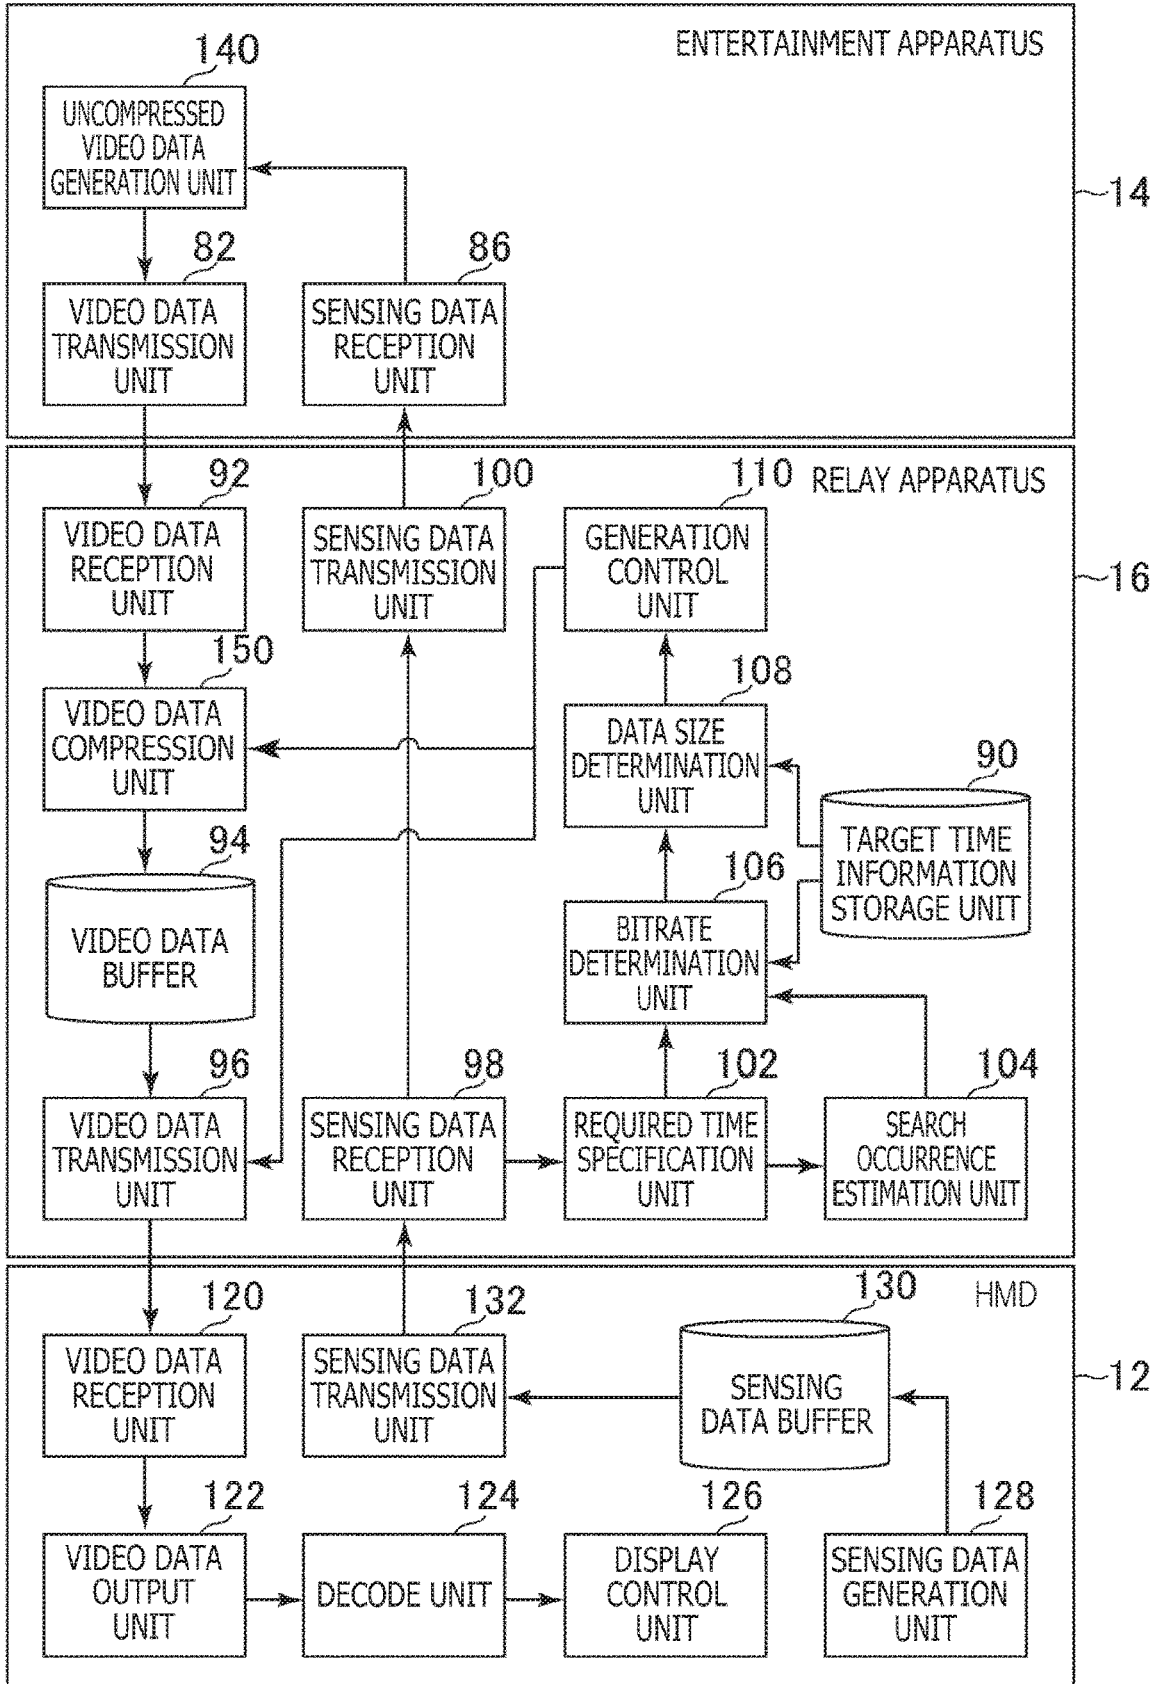 ENTERTAINMENT APPARATUS
14
140
UNCOMPRESSED
VIDEO DATA
GENERATION UNIT
82
VIDEO DATA
TRANSMISSION
UNIT
86
SENSING DATA
RECEPTION
UNIT
RELAY APPARATUS
16
92
VIDEO DATA
RECEPTION
UNIT
100
SENSING DATA
TRANSMISSION
UNIT
110
GENERATION
CONTROL
UNIT
150
VIDEO DATA
COMPRESSION
UNIT
108
DATA SIZE
DETERMINATION
UNIT
90
TARGET TIME
INFORMATION
STORAGE UNIT
94
VIDEO DATA
BUFFER
106
BITRATE
DETERMINATION
UNIT
96
VIDEO DATA
TRANSMISSION
UNIT
98
SENSING DATA
RECEPTION
UNIT
102
REQUIRED TIME
SPECIFICATION
UNIT
104
SEARCH
OCCURRENCE
ESTIMATION UNIT
HMD
12
120
VIDEO DATA
RECEPTION
UNIT
132
SENSING DATA
TRANSMISSION
UNIT
130
SENSING
DATA BUFFER
122
VIDEO DATA
OUTPUT
UNIT
124
DECODE UNIT
126
DISPLAY
CONTROL
UNIT
128
SENSING DATA
GENERATION
UNIT